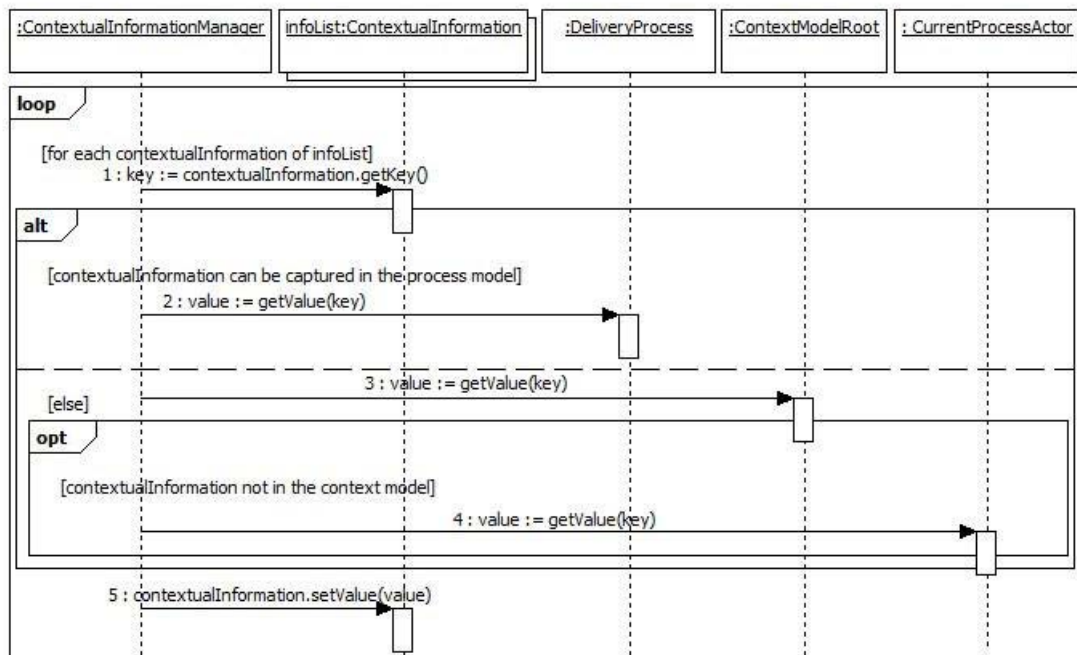 :ContextualInformationManager
infoList:ContextualInformation
:DeliveryProcess
:ContextModelRoot
: CurrentProcessActor
loop
[for each contextualInformation of infoList]
1 : key := contextualInformation.getKey()
alt
[contextualInformation can be captured in the process model]
2 : value := getValue(key)
3 : value := getValue(key)
[else]
opt
[contextualInformation not in the context model]
4 : value := getValue(key)
5 : contextualInformation.setValue(value)